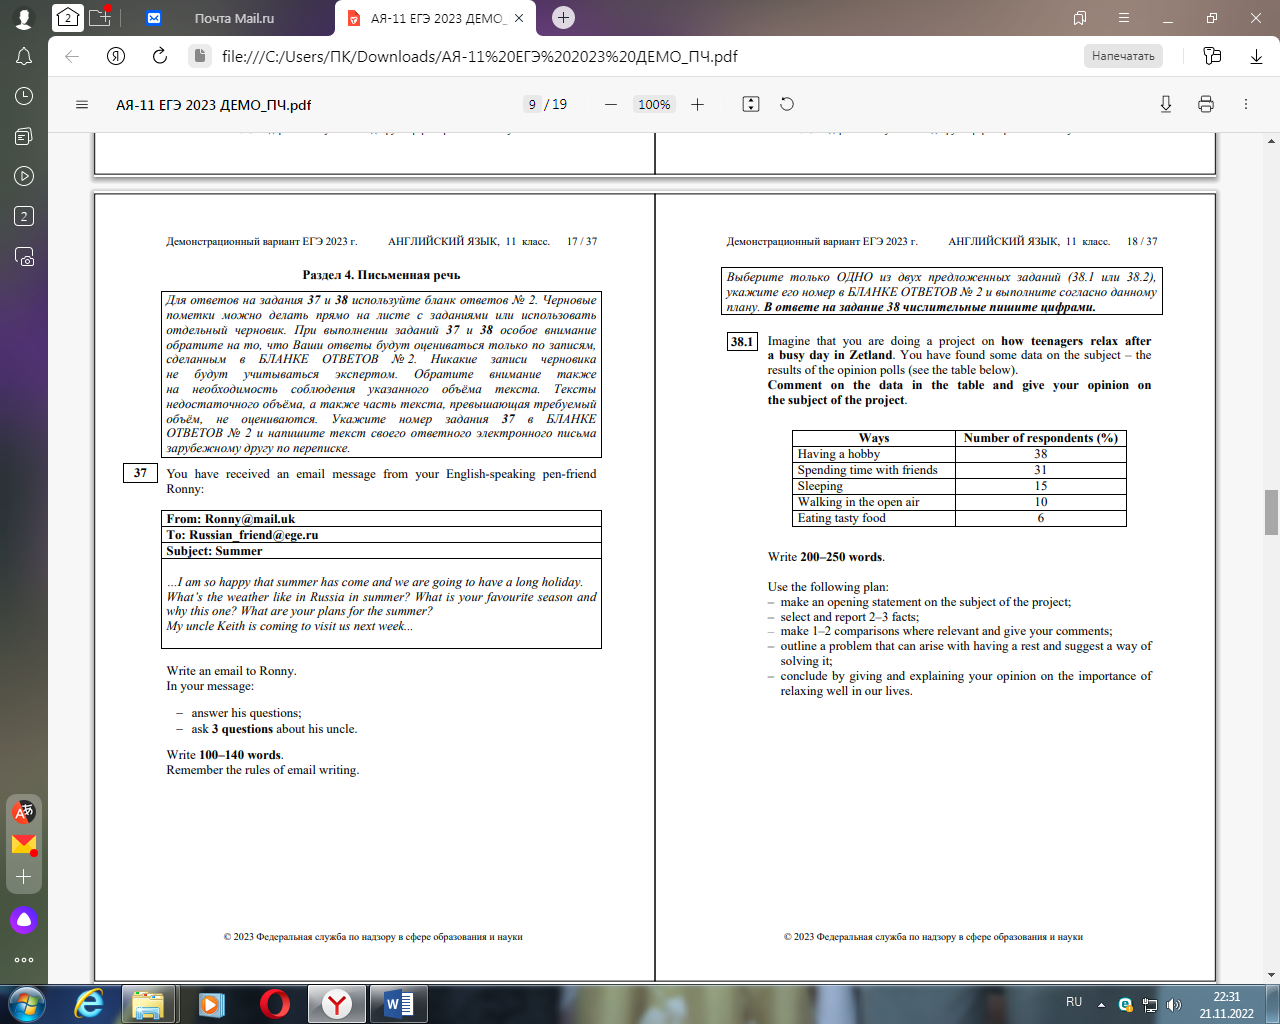 2
Почта Mail.ru
АЯ-11 ЕГЭ 2023 ДЕМО_
file:///C:/Users/ПК/Downloads/АЯ-11%20ЕГЭ%202023%20ДЕМО_ПЧ.pdf
Напечатать
АЯ-11 ЕГЭ 2023 ДЕМО_ПЧ.pdf
9 / 19
100%
2
Демонстрационный вариант ЕГЭ 2023 г. АНГЛИЙСКИЙ ЯЗЫК, 11 класс. 17 / 37
Раздел 4. Письменная речь
Для ответов на задания 37 и 38 используйте бланк ответов № 2. Черновые
пометки можно делать прямо на листе с заданиями или использовать
отдельный черновик. При выполнении заданий 37 и 38 особое внимание
обратите на то, что Ваши ответы будут оцениваться только по записям,
сделанным в БЛАНКЕ ОТВЕТОВ № 2. Никакие записи черновика
не будут учитываться экспертом. Обратите внимание также
на необходимость соблюдения указанного объёма текста. Тексты
недостаточного объёма, а также часть текста, превышающая требуемый
объём, не оцениваются. Укажите номер задания 37 в БЛАНКЕ
ОТВЕТОВ № 2 и напишите текст своего ответного электронного письма
зарубежному другу по переписке.
37
You have received an email message from your English-speaking pen-friend
Ronny:
From: Ronny@mail.uk
To: Russian_friend@ege.ru
Subject: Summer
…I am so happy that summer has come and we are going to have a long holiday.
What’s the weather like in Russia in summer? What is your favourite season and
why this one? What are your plans for the summer?
My uncle Keith is coming to visit us next week...
Write an email to Ronny.
In your message:
– answer his questions;
– ask 3 questions about his uncle.
Write 100–140 words.
Remember the rules of email writing.
© 2023 Федеральная служба по надзору в сфере образования и науки
Демонстрационный вариант ЕГЭ 2023 г. АНГЛИЙСКИЙ ЯЗЫК, 11 класс. 18 / 37
Выберите только ОДНО из двух предложенных заданий (38.1 или 38.2),
укажите его номер в БЛАНКЕ ОТВЕТОВ № 2 и выполните согласно данному
плану. В ответе на задание 38 числительные пишите цифрами.
38.1
Imagine that you are doing a project on how teenagers relax after
a busy day in Zetland. You have found some data on the subject – the
results of the opinion polls (see the table below).
Comment on the data in the table and give your opinion on
the subject of the project.
Ways Number of respondents (%)
Having a hobby 38
Spending time with friends 31
Sleeping 15
Walking in the open air 10
Eating tasty food 6
Write 200–250 words.
Use the following plan:
– make an opening statement on the subject of the project;
– select and report 2–3 facts;
– make 1–2 comparisons where relevant and give your comments;
– outline a problem that can arise with having a rest and suggest a way of
solving it;
– conclude by giving and explaining your opinion on the importance of
relaxing well in our lives.
© 2023 Федеральная служба по надзору в сфере образования и науки
RU
22:31
21.11.2022